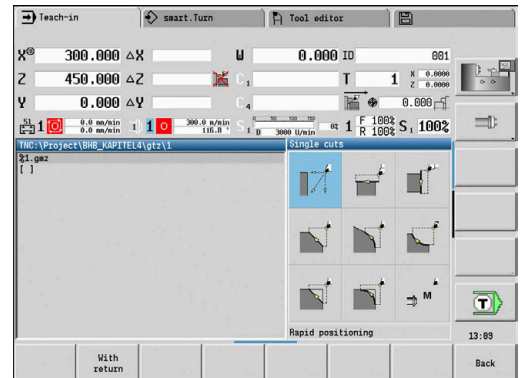 Teach-in smart.Turn Tool editor
X 300.000 ΔX W 0.000 ID 001
Z 450.000 ΔZ C 1 T 1 X 0.0000 Z 0.0000
Y 0.000 ΔY C 4 0.000
S1 1 0.0 mm/min 0.0 mm/min 1) 1 300.0 m/min 116.8 ° S 1 0 50 100 150 D 3000 U/min 0% 1 F 100% R 100% S 1 100%
TNC:\Project\BHB_KAPITEL4\gtz\1 Single cuts
%1.gmz
[ ]
M
T
Rapid positioning
13:09
With return Back